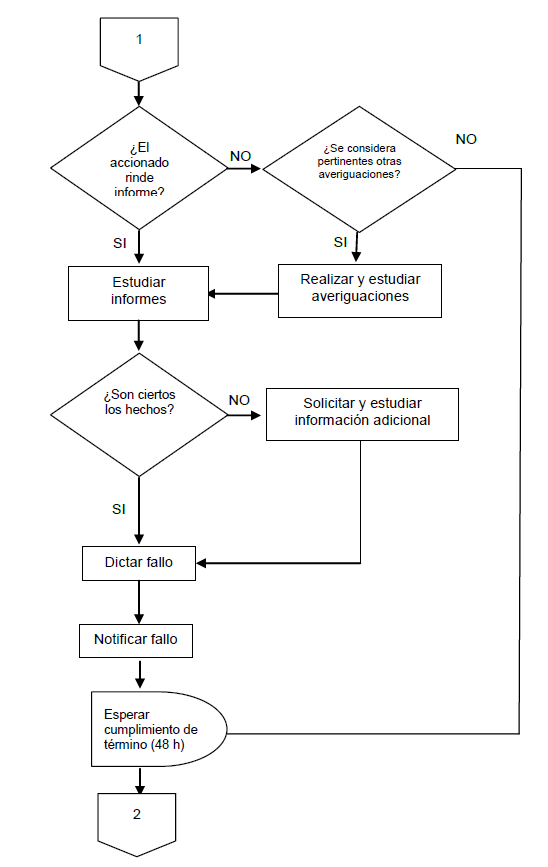 1
¿El
accionado
rinde
informe?
NO
¿Se considera
pertinentes otras
averiguaciones?
NO
SI
SI
Estudiar
informes
Realizar y estudiar
averiguaciones
¿Son ciertos
los hechos?
NO
Solicitar y estudiar
información adicional
SI
Dictar fallo
Notificar fallo
Esperar
cumplimiento de
término (48 h)
2